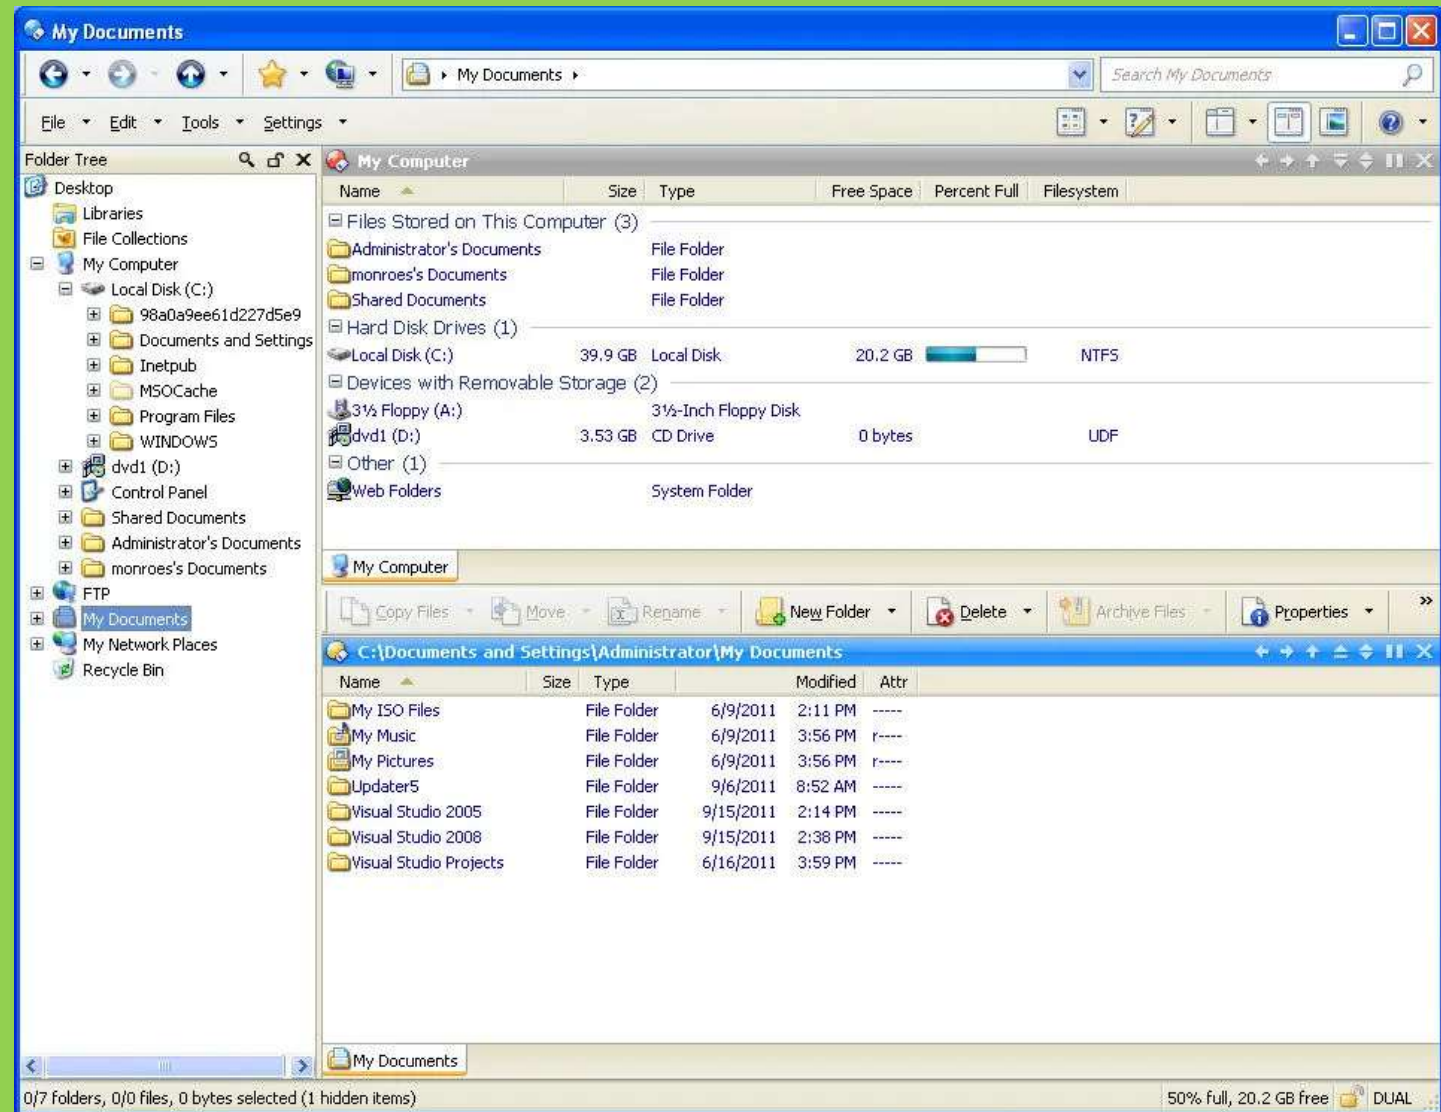 My Documents
My Documents
Search My Documents
File Edit Tools Settings
Folder Tree
Desktop
Libraries
File Collections
My Computer
Local Disk (C:)
98a0a9ee61d227d5e9
Documents and Settings
Inetpub
MSOCache
Program Files
WINDOWS
dvd1 (D:)
Control Panel
Shared Documents
Administrator's Documents
monroes's Documents
FTP
My Documents
My Network Places
Recycle Bin
My Computer
Name Size Type Free Space Percent Full Filesystem
Files Stored on This Computer (3)
Administrator's Documents File Folder
monroes's Documents File Folder
Shared Documents File Folder
Hard Disk Drives (1)
Local Disk (C:) 39.9 GB Local Disk 20.2 GB NTFS
Devices with Removable Storage (2)
3½ Floppy (A:) 3½-Inch Floppy Disk
dvd1 (D:) 3.53 GB CD Drive 0 bytes UDF
Other (1)
Web Folders System Folder
My Computer
Copy Files Move Rename New Folder Delete Archive Files Properties »
C:\Documents and Settings\Administrator\My Documents
Name Size Type Modified Attr
My ISO Files File Folder 6/9/2011 2:11 PM -----
My Music File Folder 6/9/2011 3:56 PM r----
My Pictures File Folder 6/9/2011 3:56 PM r----
Updater5 File Folder 9/6/2011 8:52 AM -----
Visual Studio 2005 File Folder 9/15/2011 2:14 PM -----
Visual Studio 2008 File Folder 9/15/2011 2:38 PM -----
Visual Studio Projects File Folder 6/16/2011 3:59 PM -----
My Documents
0/7 folders, 0/0 files, 0 bytes selected (1 hidden items) 50% full, 20.2 GB free DUAL